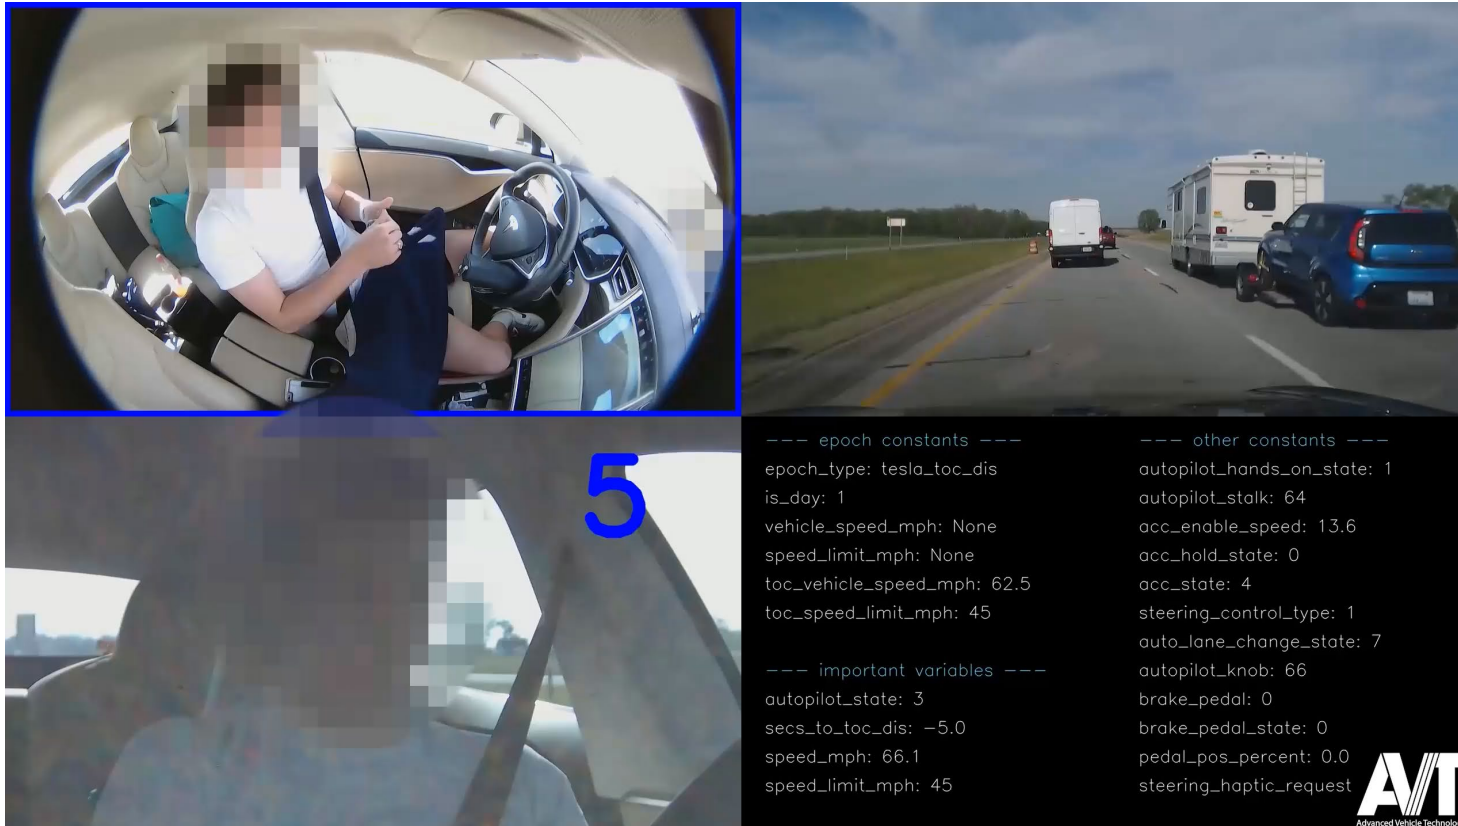 5
--- epoch constants ---
epoch_type: tesla_toc_dis
is_day: 1
vehicle_speed_mph: None
speed_limit_mph: None
toc_vehicle_speed_mph: 62.5
toc_speed_limit_mph: 45
--- important variables ---
autopilot_state: 3
secs_to_toc_dis: -5.0
speed_mph: 66.1
speed_limit_mph: 45
--- other constants ---
autopilot_hands_on_state: 1
autopilot_stalk: 64
acc_enable_speed: 13.6
acc_hold_state: 0
acc_state: 4
steering_control_type: 1
auto_lane_change_state: 7
autopilot_knob: 66
brake_pedal: 0
brake_pedal_state: 0
pedal_pos_percent: 0.0
steering_haptic_request
AVT
Advanced Vehicle Technolo